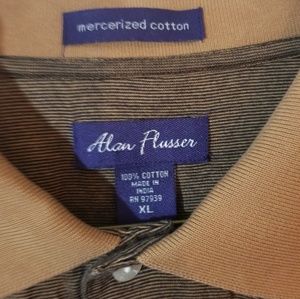 mercerized cotton
Alan Flusser
100% COTTON
MADE IN
INDIA
RN 97939
XL